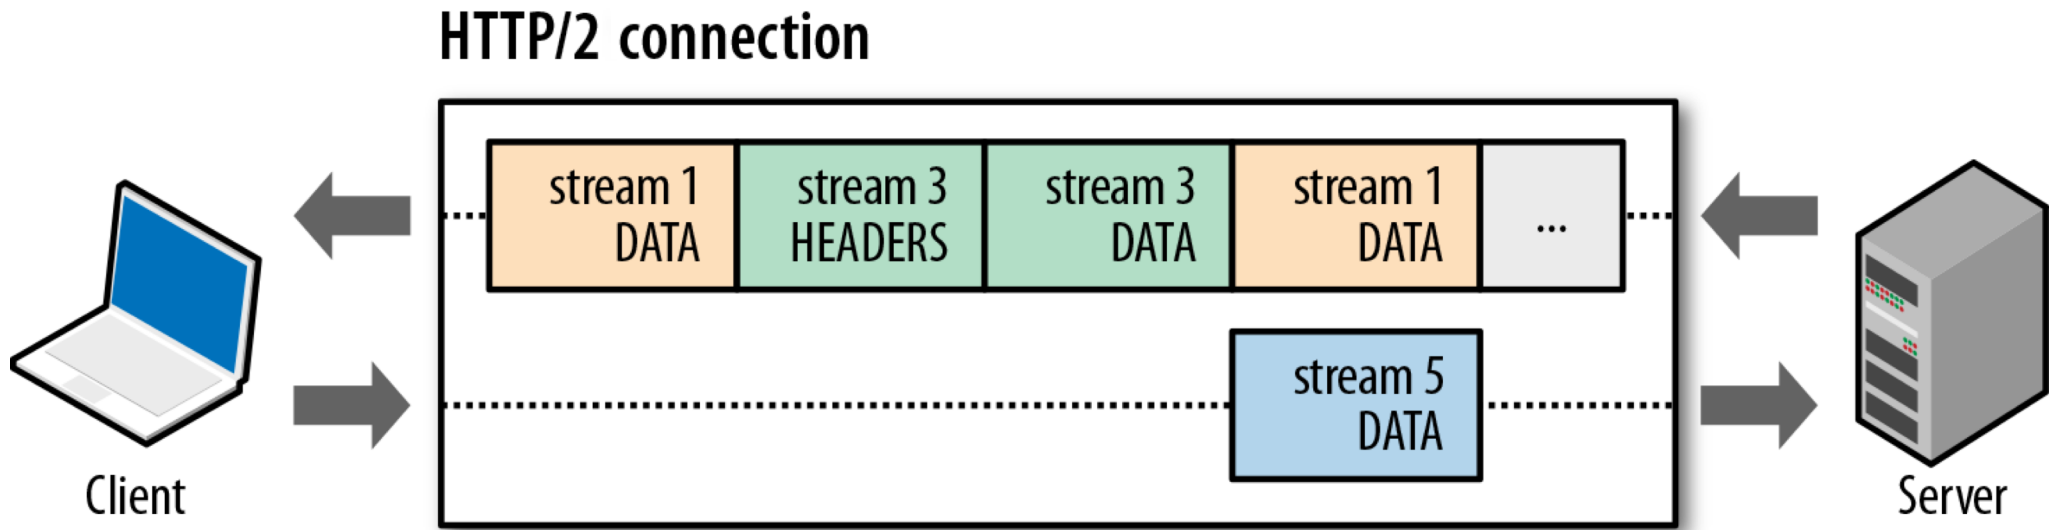 HTTP/2 connection
stream 1
DATA
stream 3
HEADERS
stream 3
DATA
stream 1
DATA
...
stream 5
DATA
Client
Server